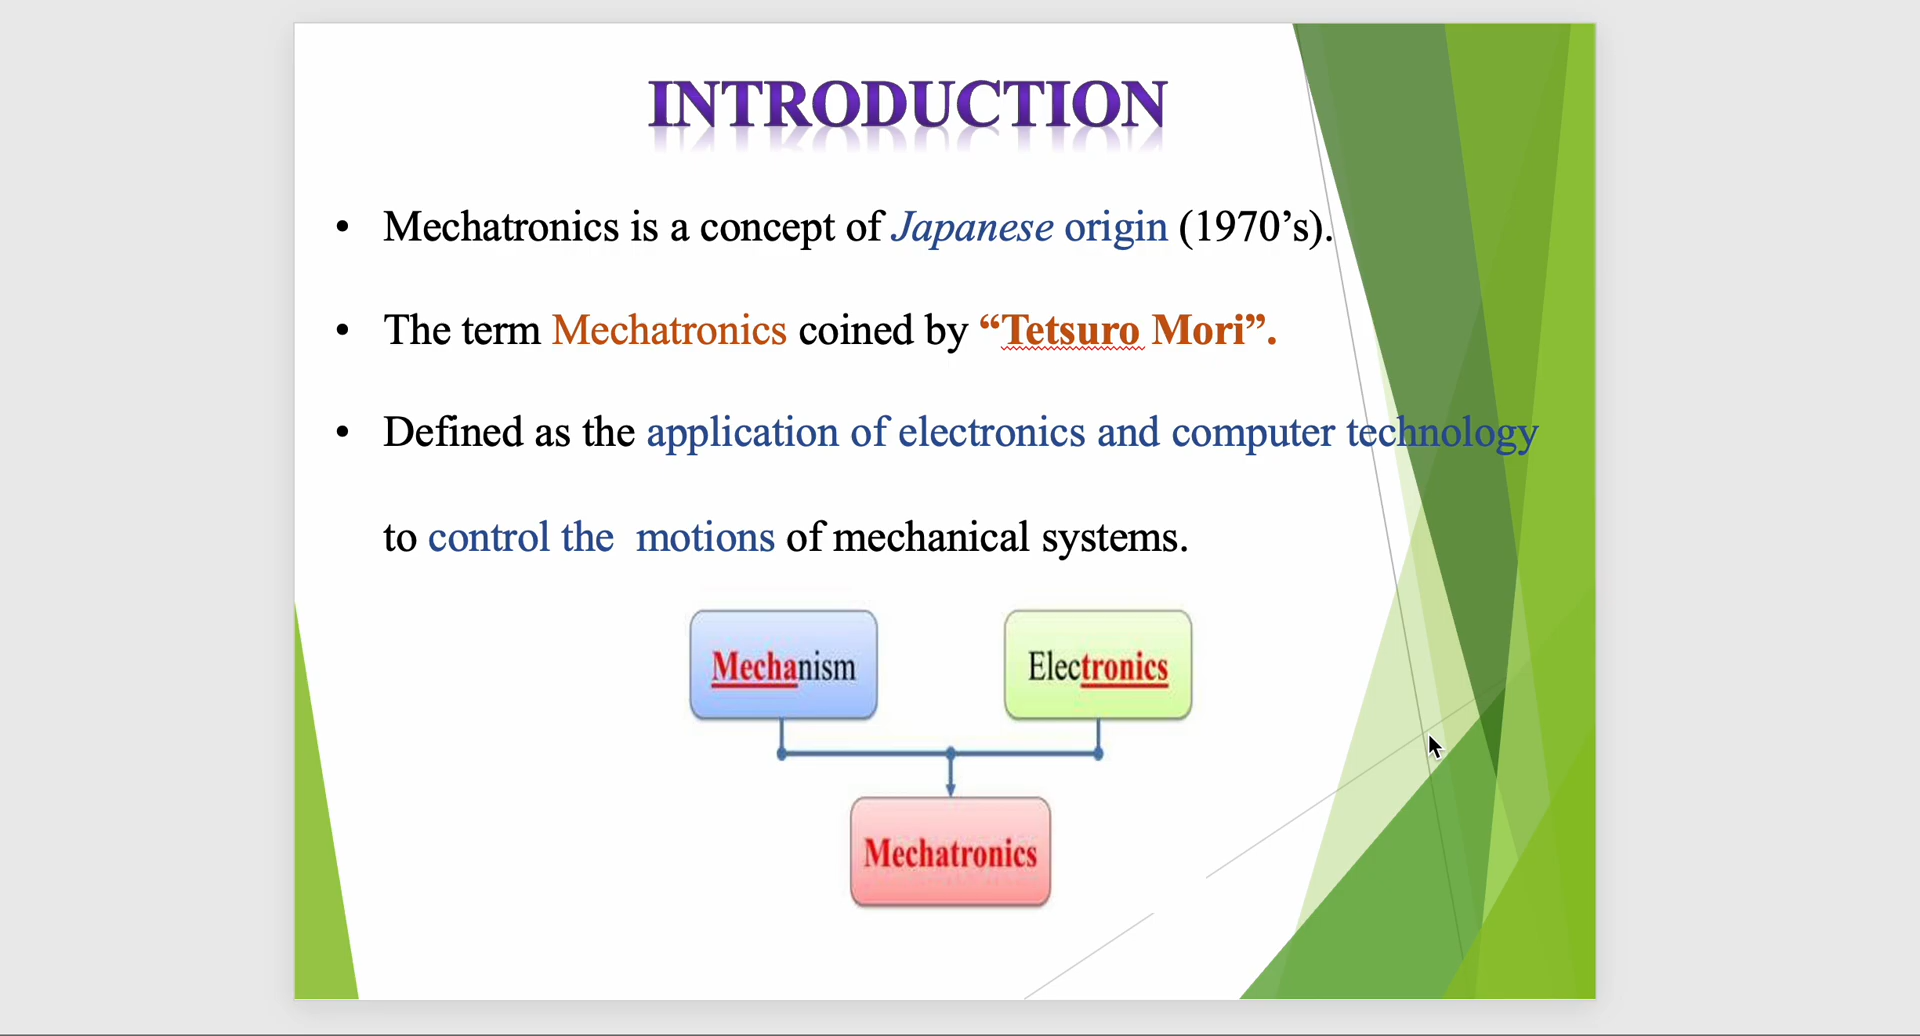 INTRODUCTION
• Mechatronics is a concept of Japanese origin (1970’s).
• The term Mechatronics coined by “Tetsuro Mori”.
• Defined as the application of electronics and computer technology
to control the  motions of mechanical systems.
Mechanism
Electronics
Mechatronics